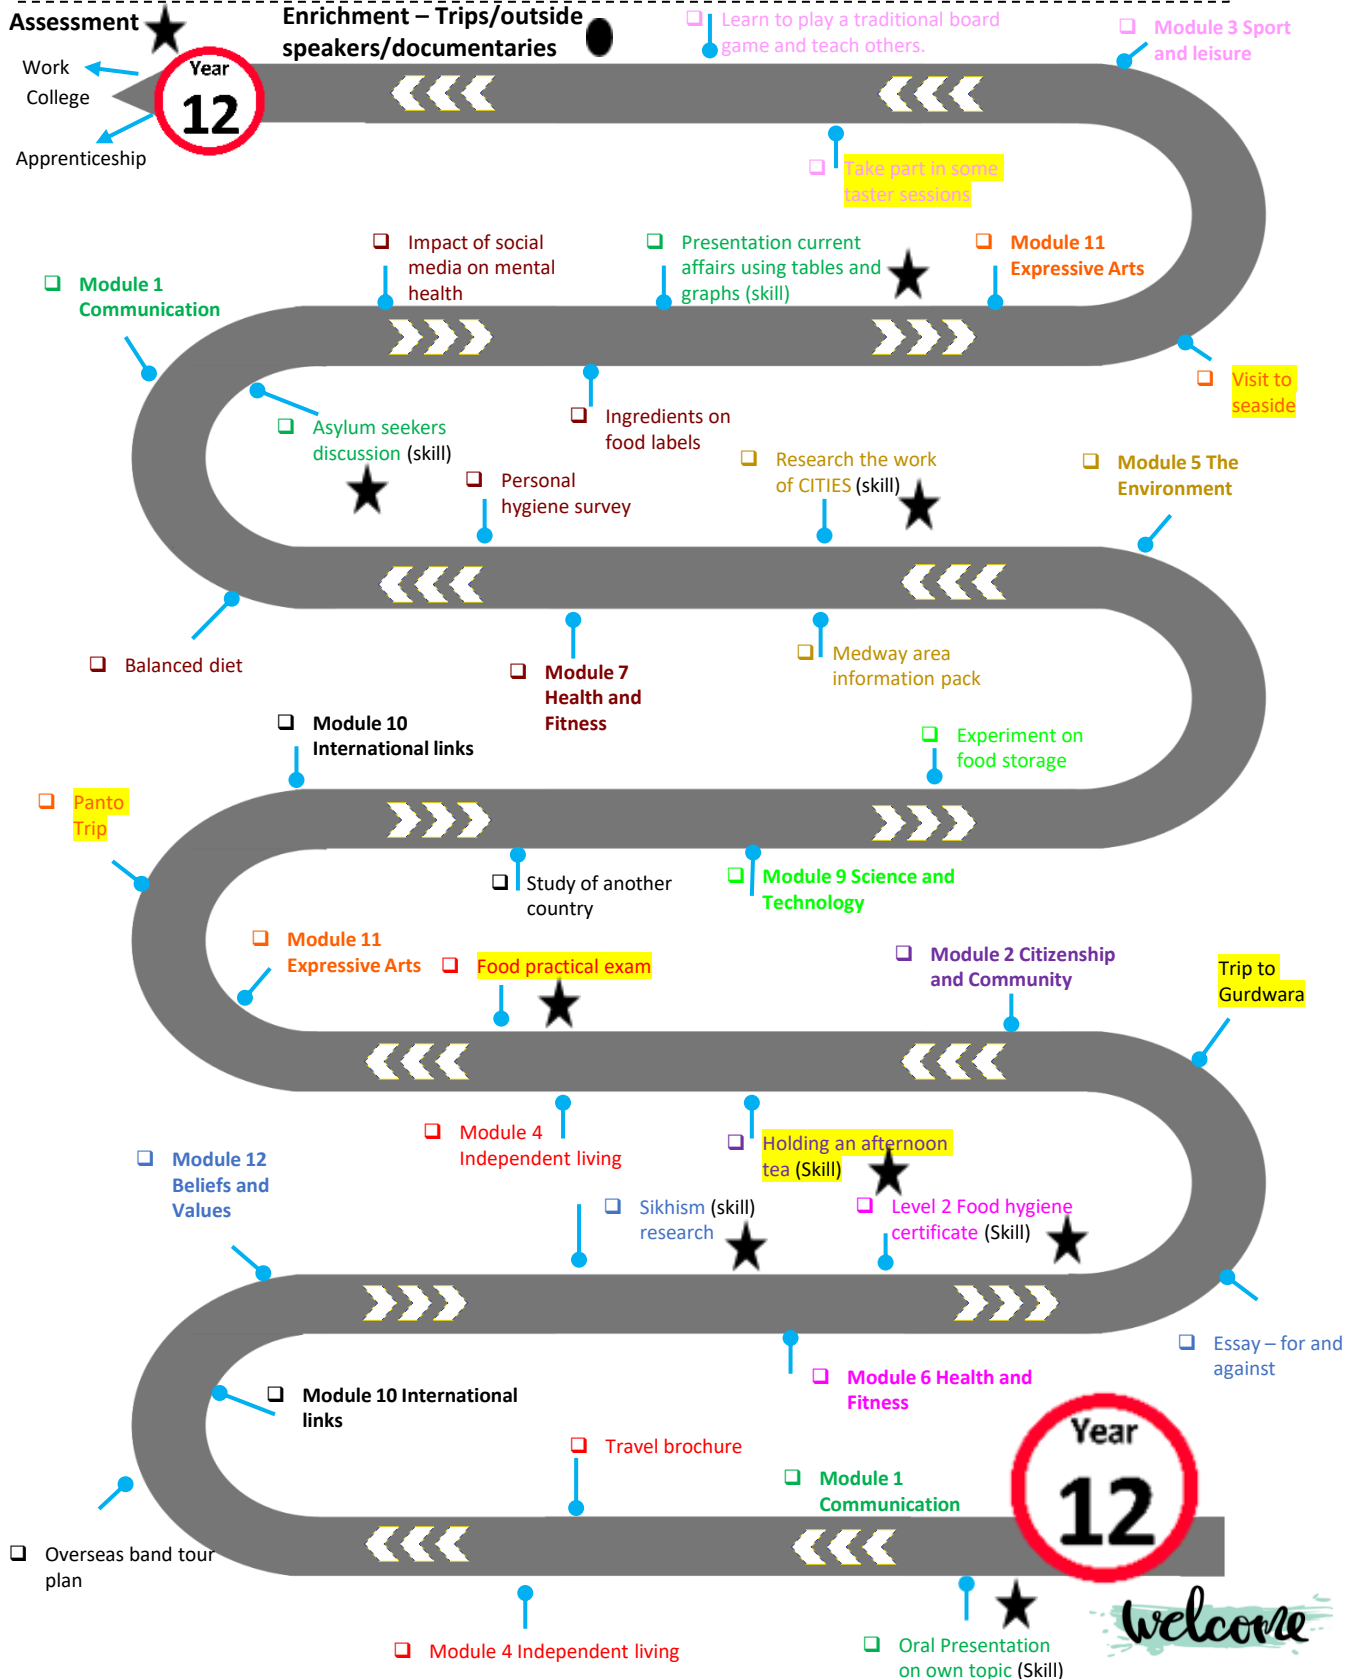 Assessment
Enrichment – Trips/outside
speakers/documentaries
Learn to play a traditional board
game and teach others.
Module 3 Sport
and leisure
Work
College
Apprenticeship
Year
12
Take part in some
taster sessions
Module 1
Communication
Impact of social
media on mental
health
Presentation current
affairs using tables and
graphs (skill)
Module 11
Expressive Arts
Visit to
seaside
Asylum seekers
discussion (skill)
Ingredients on
food labels
Personal
hygiene survey
Research the work
of CITIES (skill)
Module 5 The
Environment
Balanced diet
Module 7
Health and
Fitness
Medway area
information pack
Module 10
International links
Experiment on
food storage
Panto
Trip
Study of another
country
Module 9 Science and
Technology
Module 11
Expressive Arts
Food practical exam
Module 2 Citizenship
and Community
Trip to
Gurdwara
Module 4
Independent living
Holding an afternoon
tea (Skill)
Module 12
Beliefs and
Values
Sikhism (skill)
research
Level 2 Food hygiene
certificate (Skill)
Essay – for and
against
Module 6 Health and
Fitness
Module 10 International
links
Travel brochure
Module 1
Communication
Year
12
Overseas band tour
plan
Module 4 Independent living
Oral Presentation
on own topic (Skill)
welcome